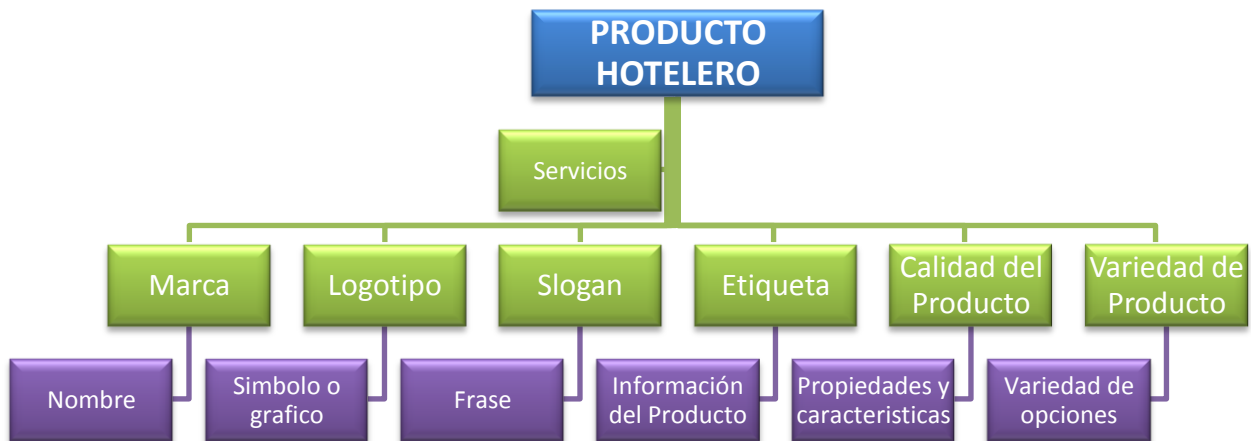 PRODUCTO
HOTELERO
Servicios
Marca
Logotipo
Slogan
Etiqueta
Calidad del
Producto
Variedad de
Producto
Nombre
Simbolo o
grafico
Frase
Información
del Producto
Propiedades y
caracteristicas
Variedad de
opciones